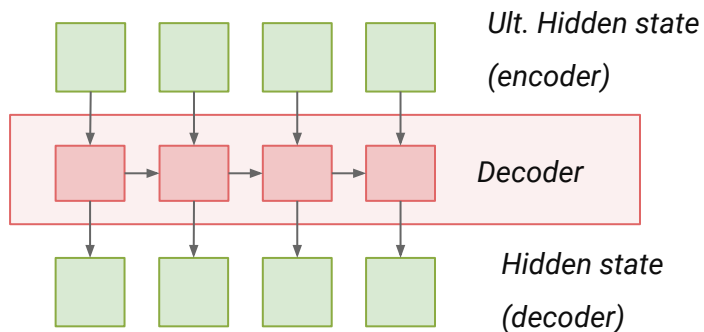 Ult. Hidden state
(encoder)
Decoder
Hidden state
(decoder)